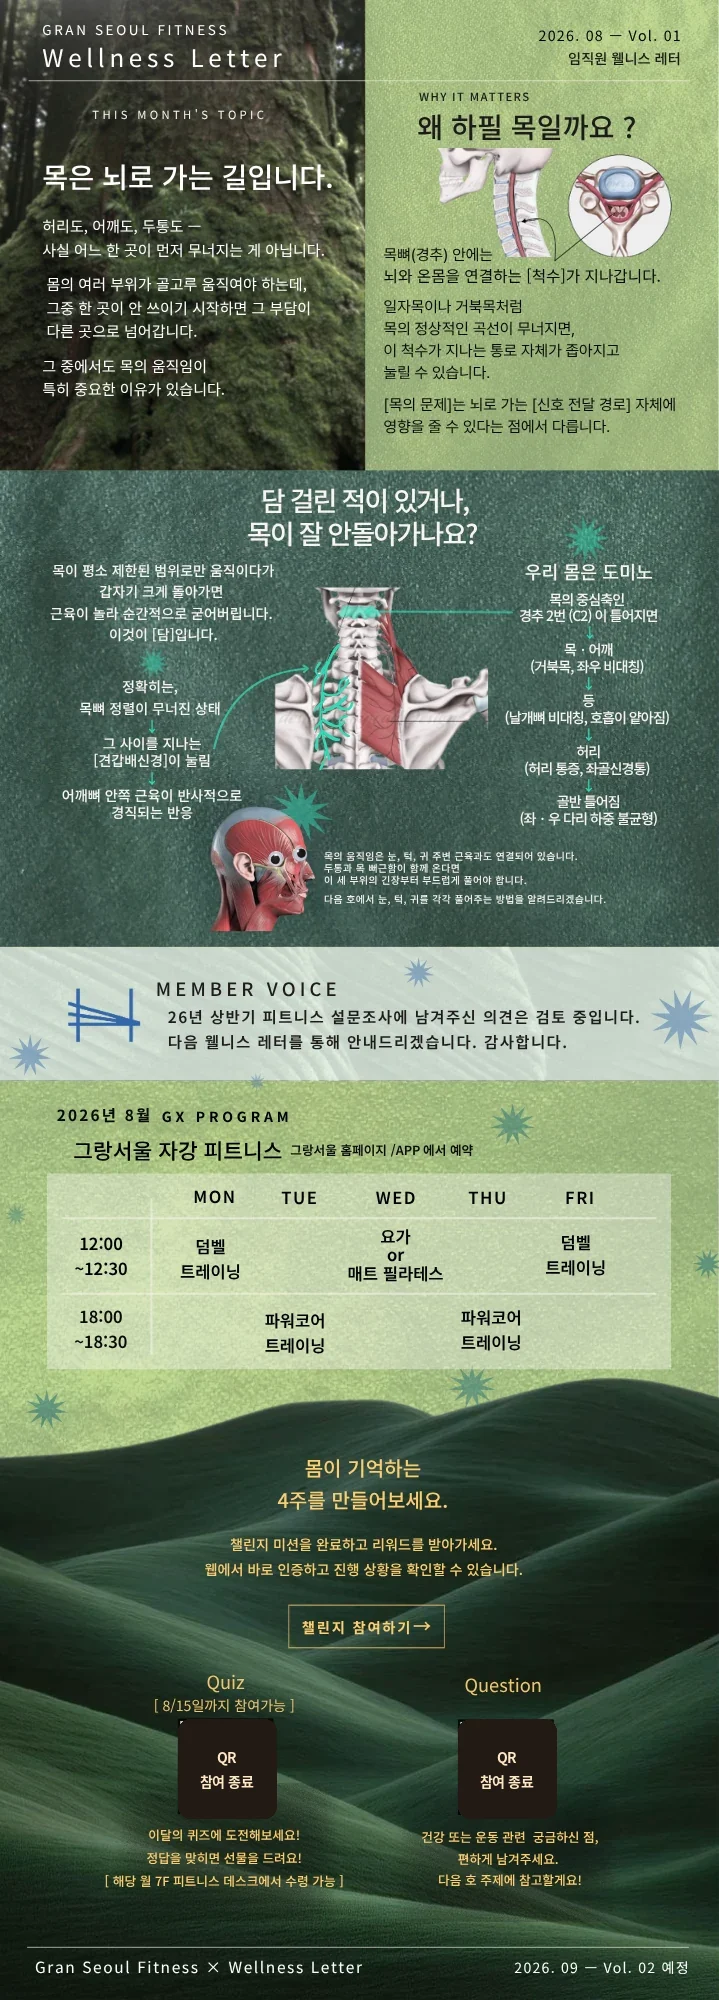 GRAN SEOUL FITNESS
Wellness Letter
2026. 08 — Vol. 01
임직원 웰니스 레터
THIS MONTH'S TOPIC
목은 뇌로 가는 길입니다.
허리도, 어깨도, 두통도 —
사실 어느 한 곳이 먼저 무너지는 게 아닙니다.
몸의 여러 부위가 골고루 움직여야 하는데,
그중 한 곳이 안 쓰이기 시작하면 그 부담이
다른 곳으로 넘어갑니다.
그 중에서도 목의 움직임이
특히 중요한 이유가 있습니다.
WHY IT MATTERS
왜 하필 목일까요 ?
목뼈(경추) 안에는
뇌와 온몸을 연결하는 [척수]가 지나갑니다.
일자목이나 거북목처럼
목의 정상적인 곡선이 무너지면,
이 척수가 지나는 통로 자체가 좁아지고
눌릴 수 있습니다.
[목의 문제]는 뇌로 가는 [신호 전달 경로] 자체에
영향을 줄 수 있다는 점에서 다릅니다.
담 걸린 적이 있거나,
목이 잘 안돌아가나요?
목이 평소 제한된 범위로만 움직이다가
갑자기 크게 돌아가면
근육이 놀라 순간적으로 굳어버립니다.
이것이 [담]입니다.
정확히는,
목뼈 정렬이 무너진 상태
↓
그 사이를 지나는
[견갑배신경]이 눌림
↓
어깨뼈 안쪽 근육이 반사적으로
경직되는 반응
우리 몸은 도미노
목의 중심축인
경추 2번 (C2) 이 틀어지면
↓
목 · 어깨
(거북목, 좌우 비대칭)
↓
등
(날개뼈 비대칭, 호흡이 얕아짐)
↓
허리
(허리 통증, 좌골신경통)
↓
골반 틀어짐
(좌 · 우 다리 하중 불균형)
목의 움직임은 눈, 턱, 귀 주변 근육과도 연결되어 있습니다.
두통과 목 뻐근함이 함께 온다면
이 세 부위의 긴장부터 부드럽게 풀어야 합니다.
다음 호에서 눈, 턱, 귀를 각각 풀어주는 방법을 알려드리겠습니다.
MEMBER VOICE
26년 상반기 피트니스 설문조사에 남겨주신 의견은 검토 중입니다.
다음 웰니스 레터를 통해 안내드리겠습니다. 감사합니다.
2026년 8월 GX PROGRAM
그랑서울 자강 피트니스 그랑서울 홈페이지 /APP 에서 예약
MON TUE WED THU FRI
12:00
~12:30
덤벨
트레이닝
요가
or
매트 필라테스
덤벨
트레이닝
18:00
~18:30
파워코어
트레이닝
파워코어
트레이닝
몸이 기억하는
4주를 만들어보세요.
챌린지 미션을 완료하고 리워드를 받아가세요.
웹에서 바로 인증하고 진행 상황을 확인할 수 있습니다.
챌린지 참여하기→
Quiz
[ 8/15일까지 참여가능 ]
QR
참여 종료
이달의 퀴즈에 도전해보세요!
정답을 맞히면 선물을 드려요!
[ 해당 월 7F 피트니스 데스크에서 수령 가능 ]
Question
QR
참여 종료
건강 또는 운동 관련 궁금하신 점,
편하게 남겨주세요.
다음 호 주제에 참고할게요!
Gran Seoul Fitness × Wellness Letter
2026. 09 — Vol. 02 예정